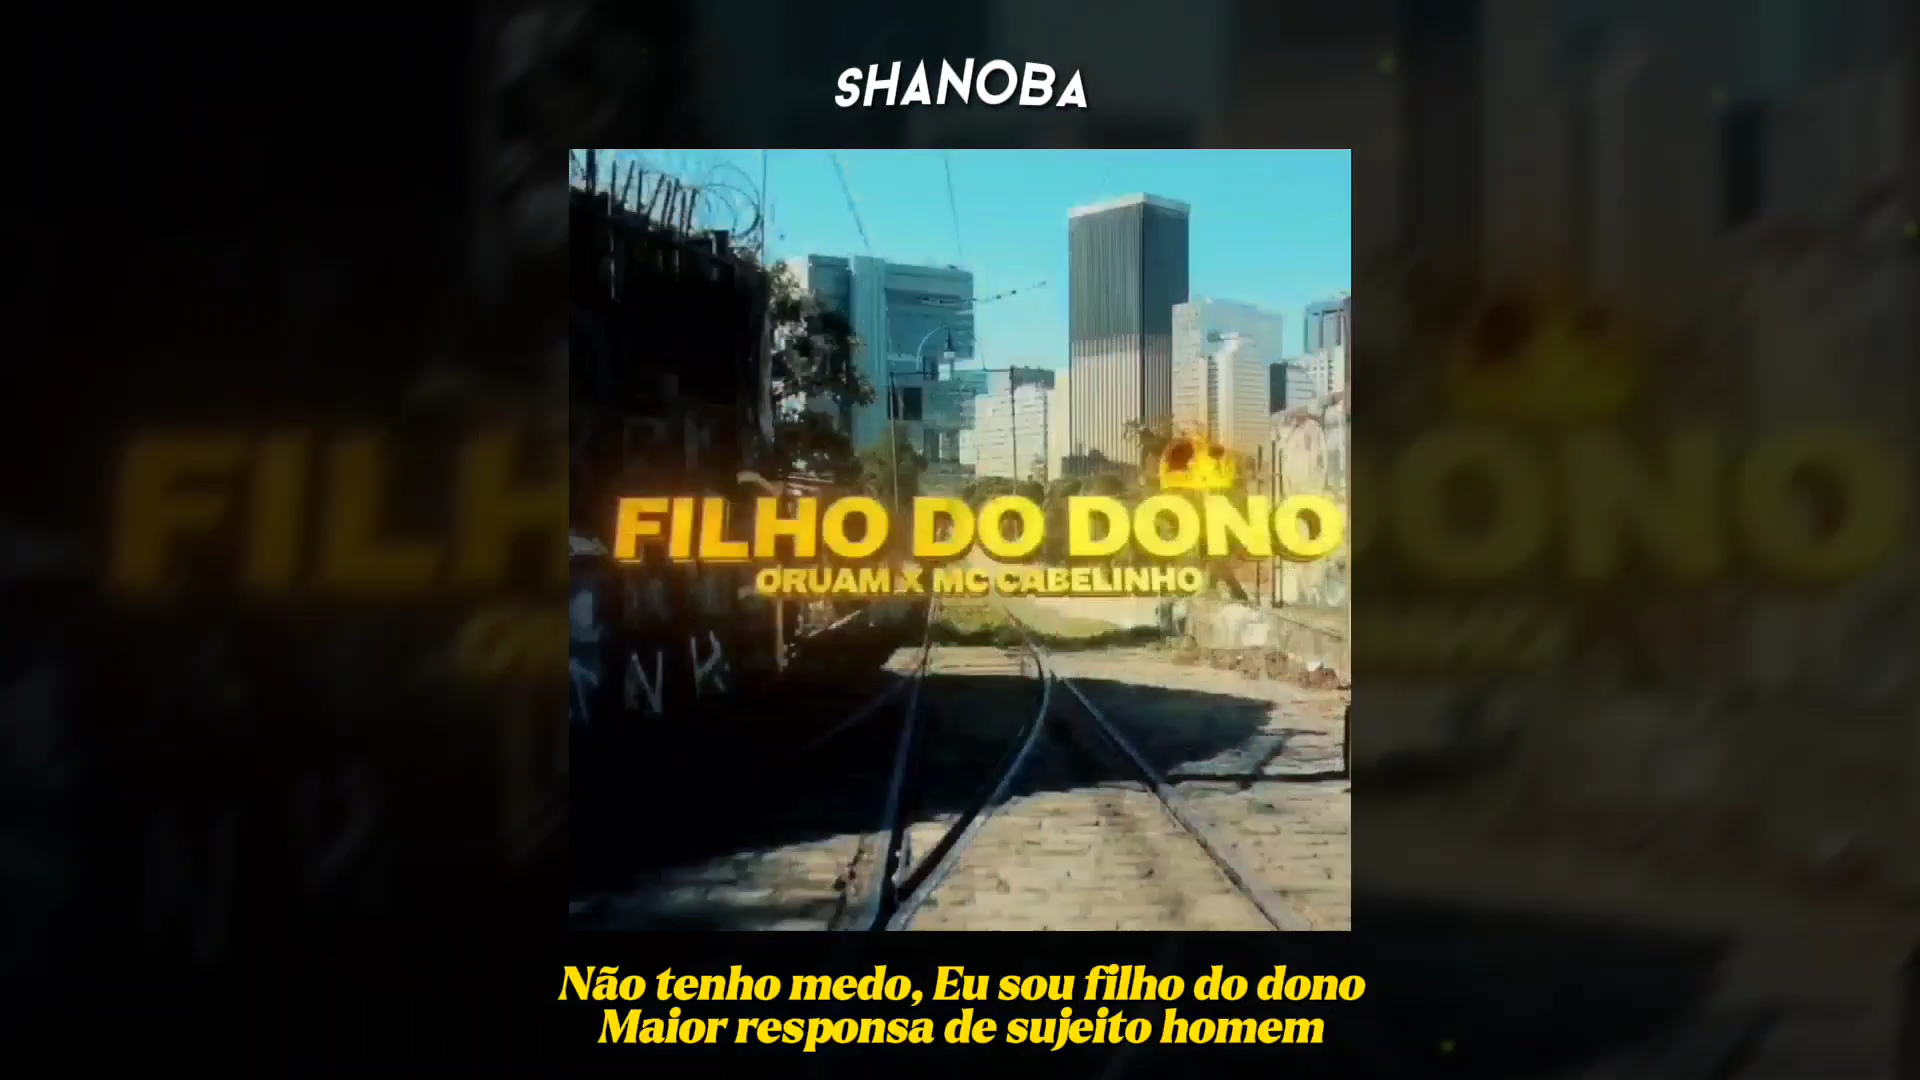 SHANOBA
FILHO DO DONO
ORUAM X MC CABELINHO
Não tenho medo, Eu sou filho do dono
Maior responsa de sujeito homem